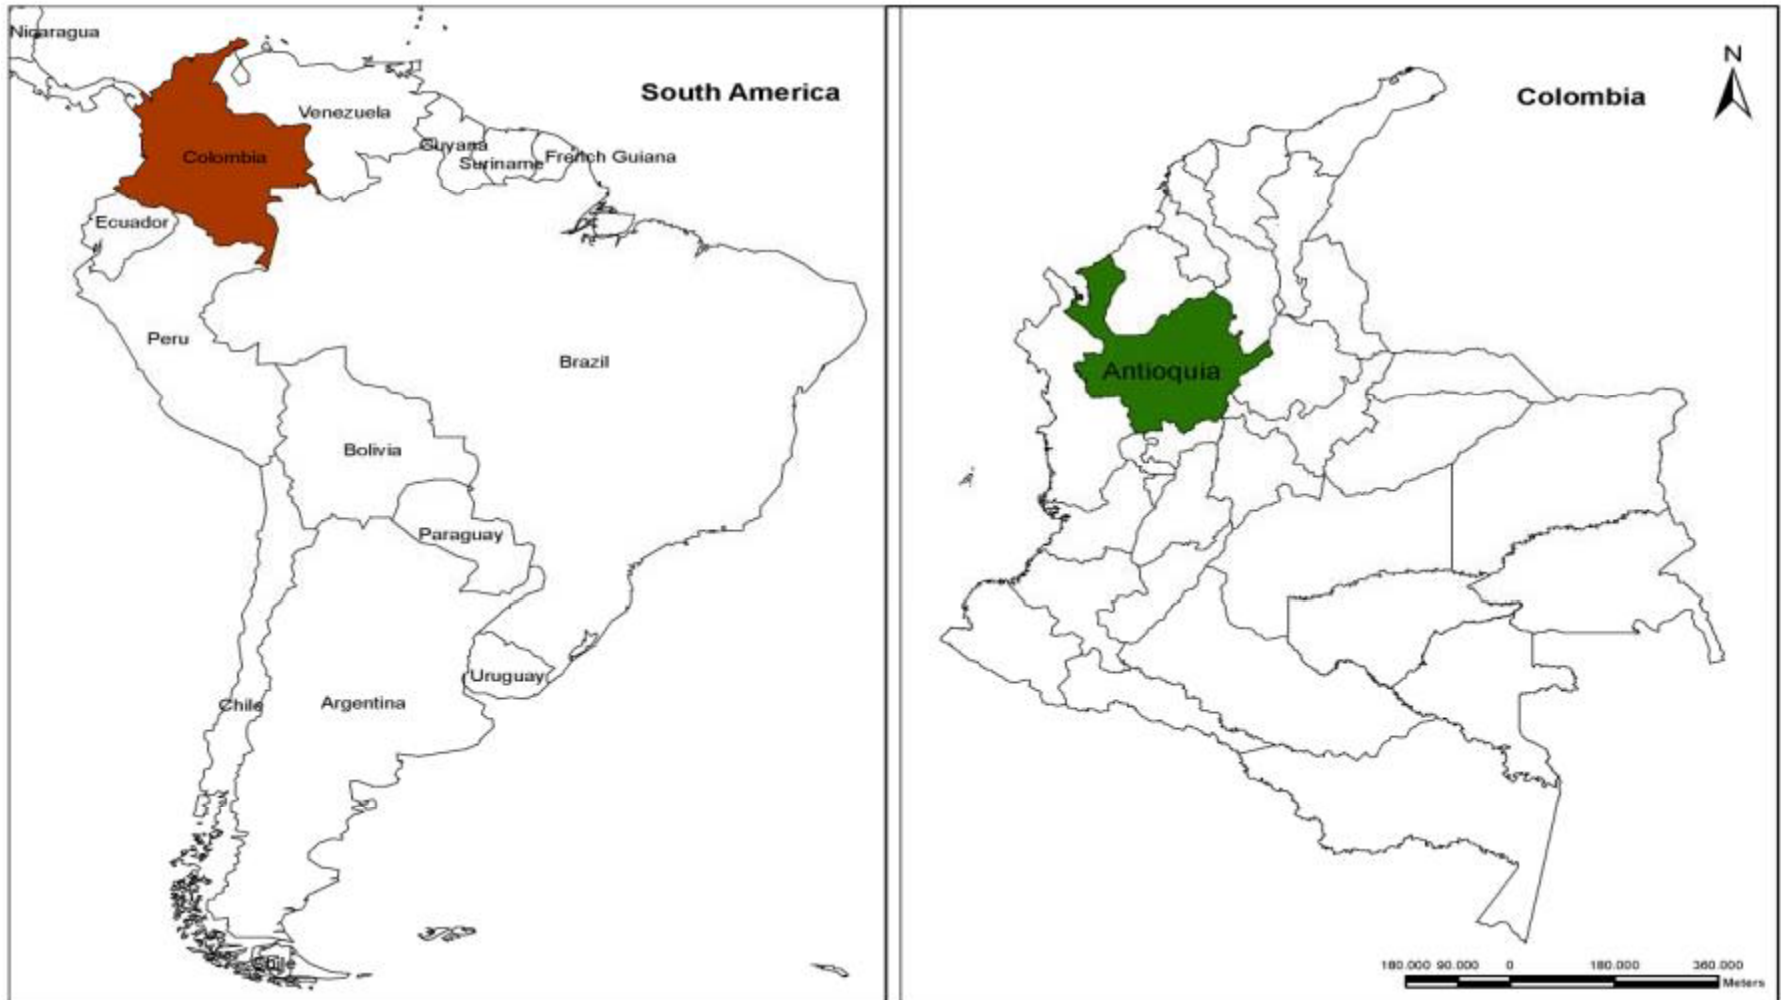 Nicaragua
South America
Venezuela
Guyana
Suriname
French Guiana
Colombia
Ecuador
Peru
Brazil
Bolivia
Paraguay
Uruguay
Chile
Argentina
Chile
Colombia
N
Antioquia
180.000 90.000 0 180.000 360.000
Meters